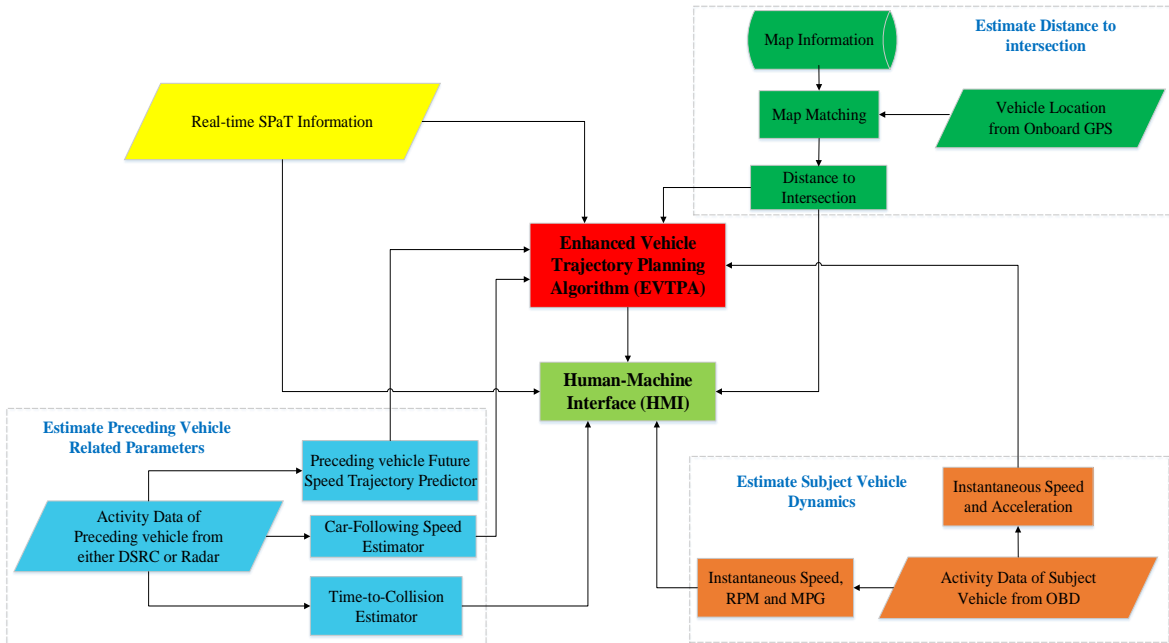 Map Information
Estimate Distance to
intersection
Real-time SPaT Information
Map Matching
Vehicle Location
from Onboard GPS
Distance to
Intersection
Enhanced Vehicle
Trajectory Planning
Algorithm (EVTPA)
Human-Machine
Interface (HMI)
Estimate Preceding Vehicle
Related Parameters
Preceding vehicle Future
Speed Trajectory Predictor
Activity Data of
Preceding vehicle from
either DSRC or Radar
Car-Following Speed
Estimator
Time-to-Collision
Estimator
Estimate Subject Vehicle
Dynamics
Instantaneous Speed
and Acceleration
Instantaneous Speed,
RPM and MPG
Activity Data of Subject
Vehicle from OBD